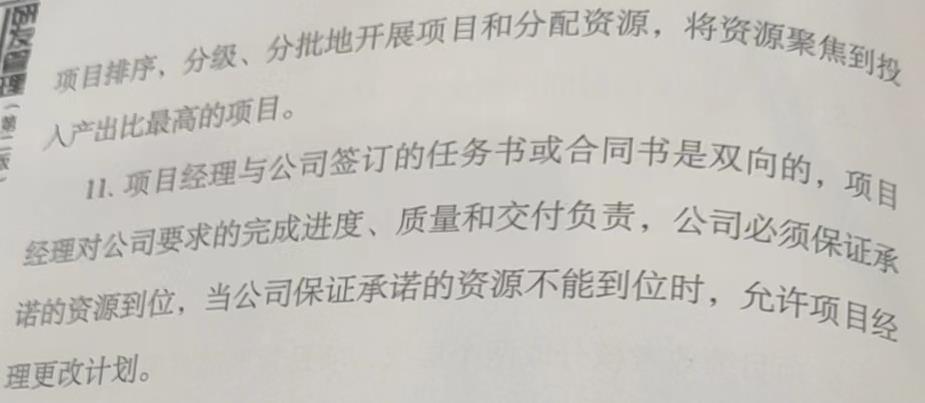 项目排序，分级、分批地开展项目和分配资源，将资源聚焦到投
入产出比最高的项目。
11. 项目经理与公司签订的任务书或合同书是双向的，项目
经理对公司要求的完成进度、质量和交付负责，公司必须保证承
诺的资源到位，当公司保证承诺的资源不能到位时，允许项目经
理更改计划。
（第二版）